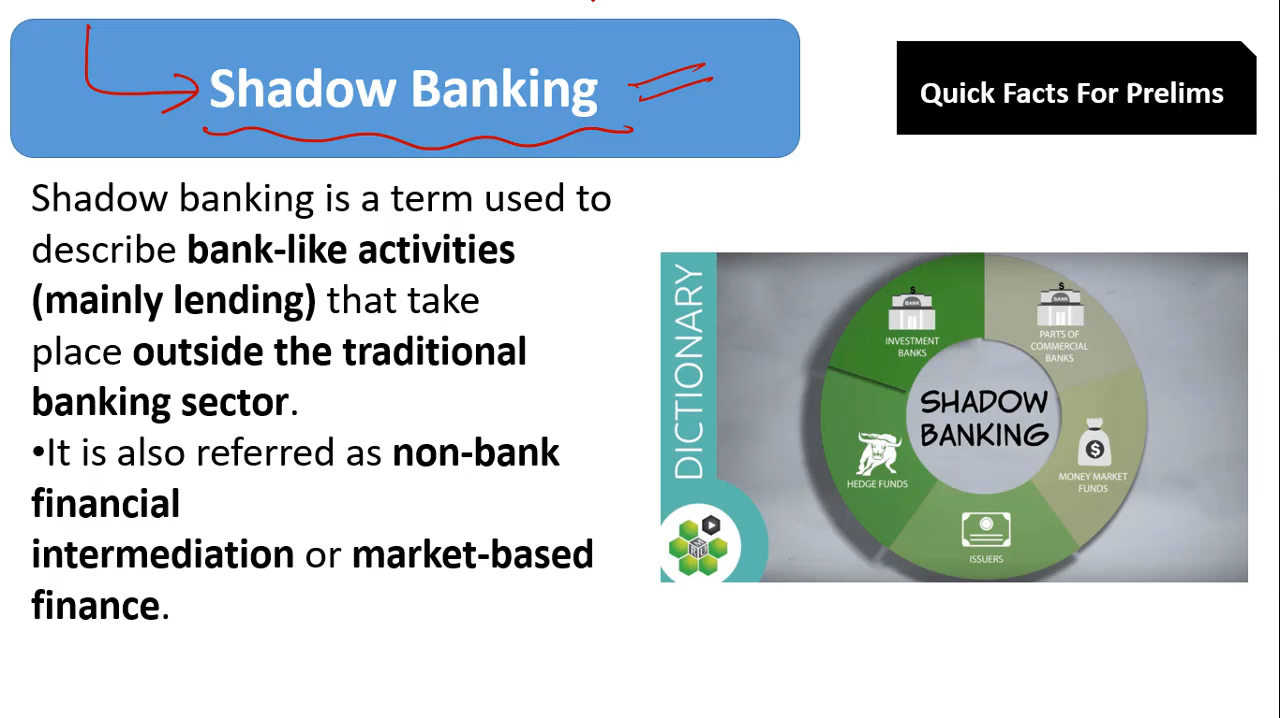 Shadow Banking
Quick Facts For Prelims
Shadow banking is a term used to
describe bank-like activities
(mainly lending) that take
place outside the traditional
banking sector.
•It is also referred as non-bank
financial
intermediation or market-based
finance.
DICTIONARY
$
BANK
INVESTMENT
BANKS
$
BANK
PARTS OF
COMMERCIAL
BANKS
SHADOW
BANKING
HEDGE FUNDS
$
MONEY MARKET
FUNDS
ISSUERS